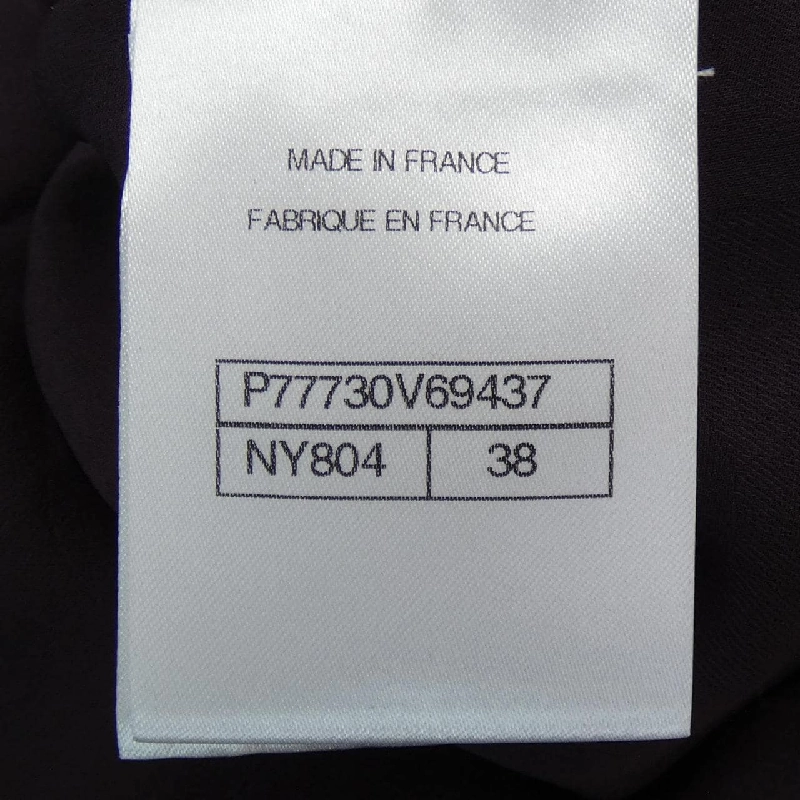 MADE IN FRANCE
FABRIQUE EN FRANCE
P77730V69437
NY804 38